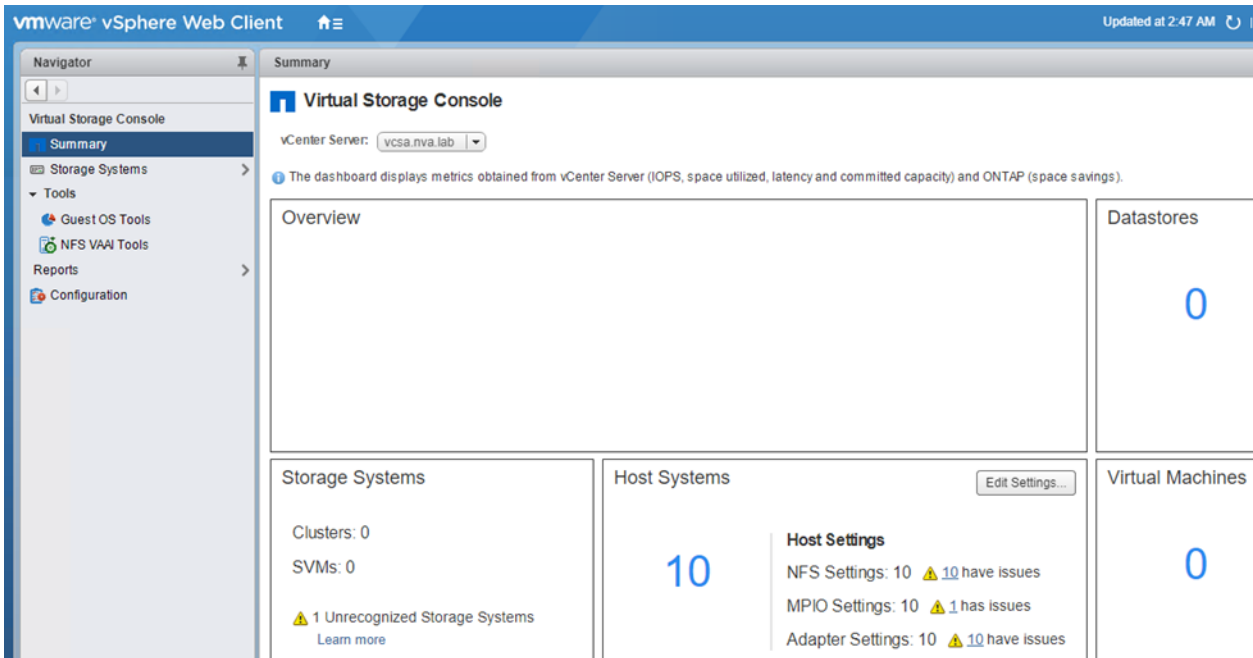 vmware® vSphere Web Client
Updated at 2:47 AM
Navigator
Virtual Storage Console
Summary
Storage Systems
Tools
Guest OS Tools
NFS VAAI Tools
Reports
Configuration
Summary
Virtual Storage Console
vCenter Server: vcsa.nva.lab
The dashboard displays metrics obtained from vCenter Server (IOPS, space utilized, latency and committed capacity) and ONTAP (space savings).
Overview
Datastores
0
Storage Systems
Clusters: 0
SVMs: 0
1 Unrecognized Storage Systems
Learn more
Host Systems
Edit Settings...
10
Host Settings
NFS Settings: 10 10 have issues
MPIO Settings: 10 1 has issues
Adapter Settings: 10 10 have issues
Virtual Machines
0